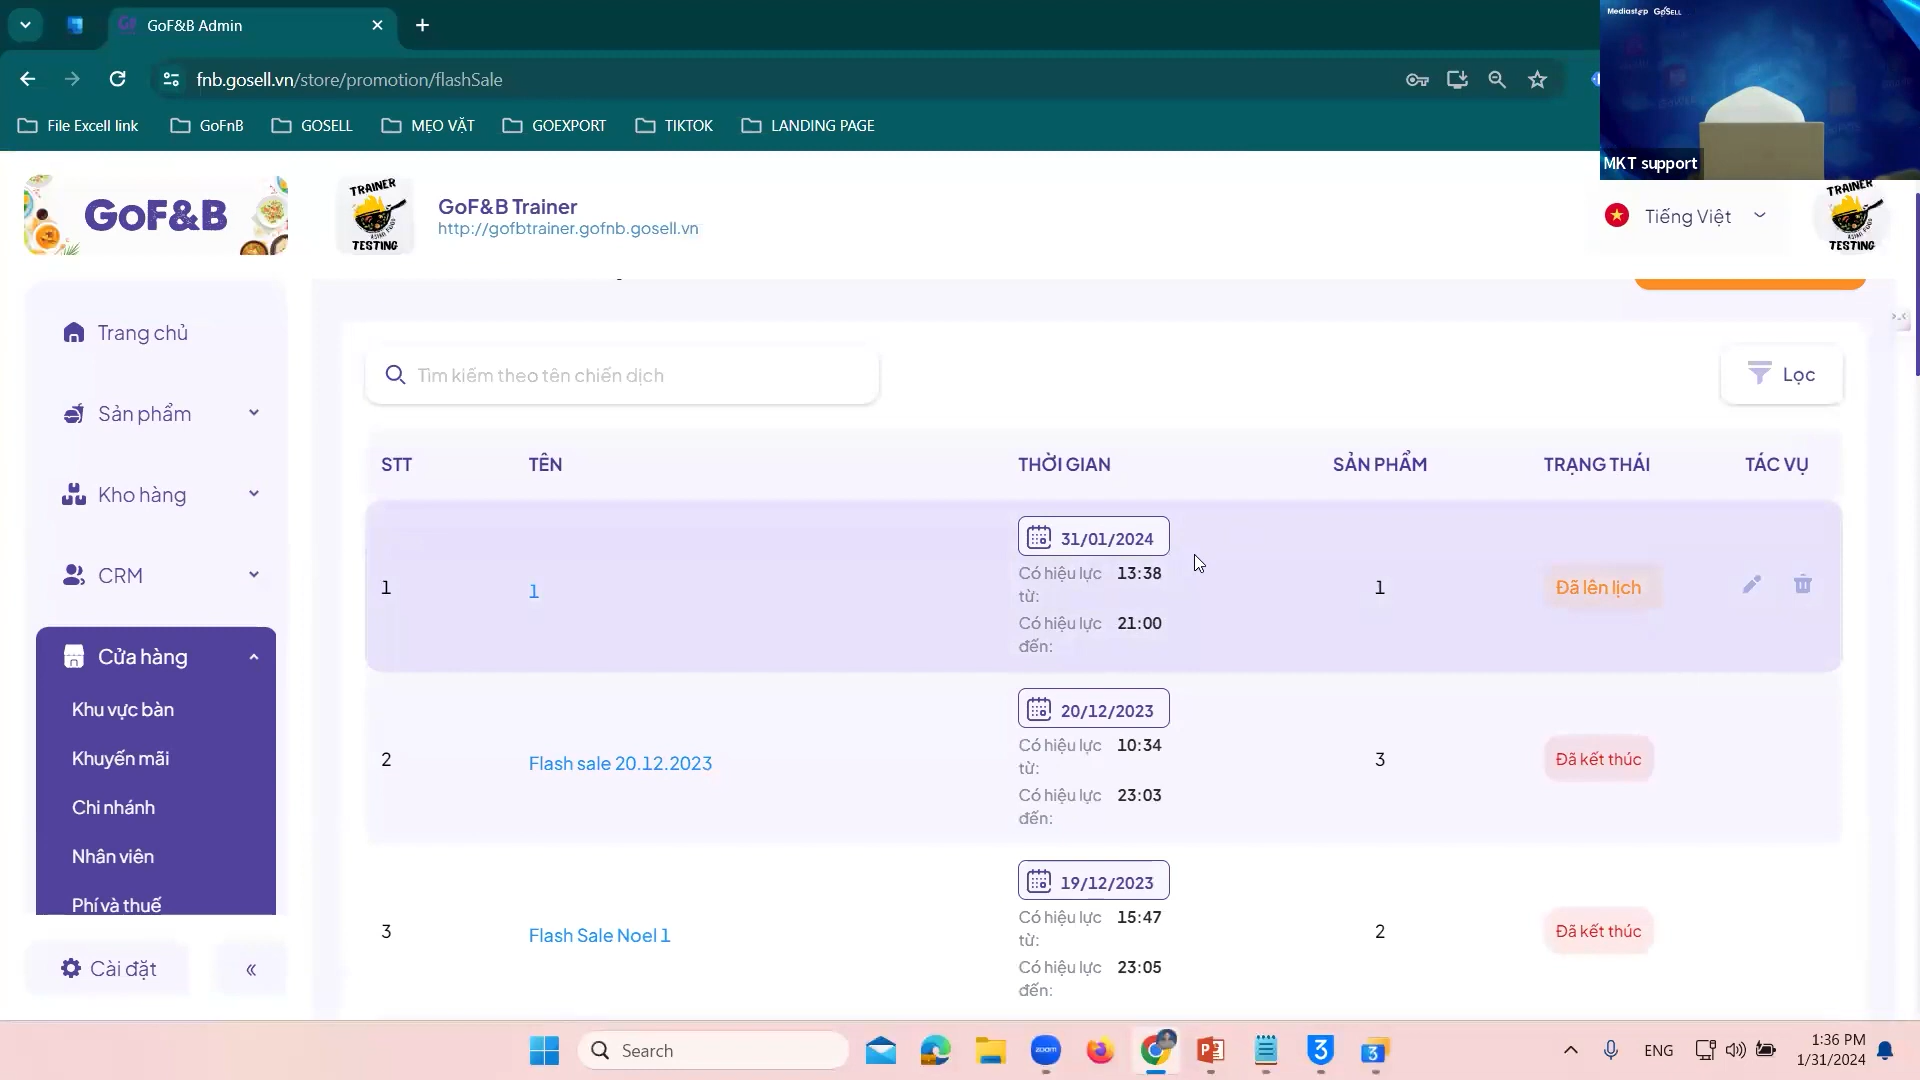 GoF&B Admin
fnb.gosell.vn/store/promotion/flashSale
File Excell link
GoFnB
GOSELL
MẸO VẶT
GOEXPORT
TIKTOK
LANDING PAGE
Mediastep GoSELL
MKT support
GoF&B
TRAINER
TESTING
GoF&B Trainer
http://gofbtrainer.gofnb.gosell.vn
Tiếng Việt
TRAINER
TESTING
Trang chủ
Sản phẩm
Kho hàng
CRM
Cửa hàng
Khu vực bàn
Khuyến mãi
Chi nhánh
Nhân viên
Phí và thuế
Cài đặt
Tìm kiếm theo tên chiến dịch
Lọc
STT TÊN THỜI GIAN SẢN PHẨM TRẠNG THÁI TÁC VỤ
31/01/2024
Có hiệu lực từ: 13:38
Có hiệu lực đến: 21:00
1 1 1 Đã lên lịch
20/12/2023
Có hiệu lực từ: 10:34
Có hiệu lực đến: 23:03
2 Flash sale 20.12.2023 3 Đã kết thúc
19/12/2023
Có hiệu lực từ: 15:47
Có hiệu lực đến: 23:05
3 Flash Sale Noel 1 2 Đã kết thúc
Search
zoom
ENG
1:36 PM
1/31/2024